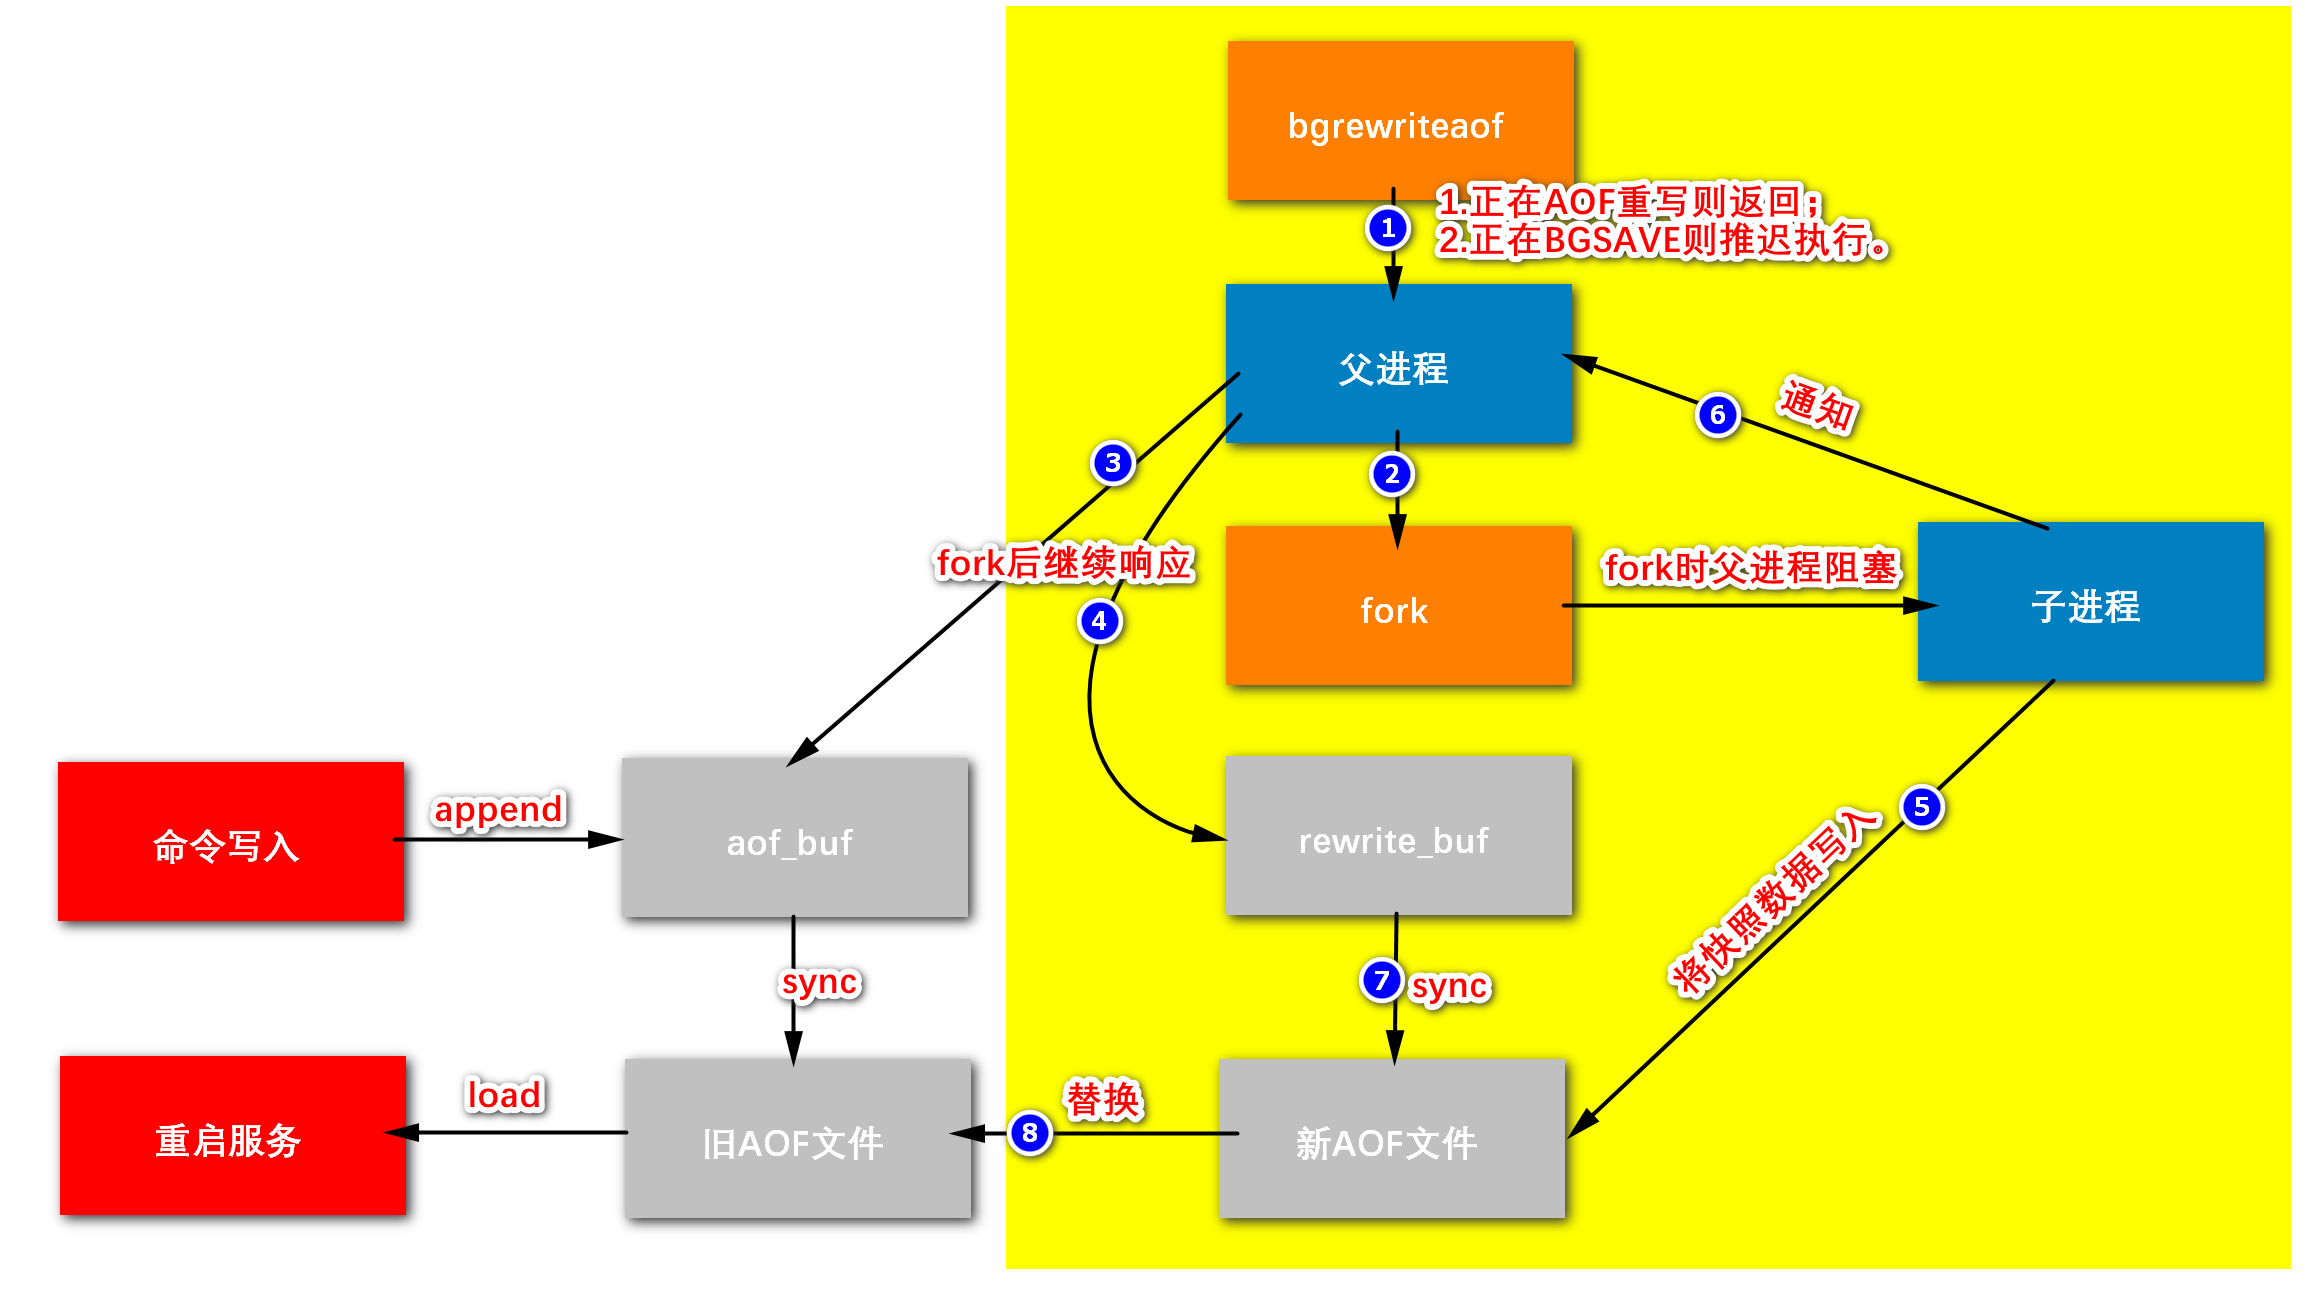 bgrewriteaof
1
1.正在AOF重写则返回；
2.正在BGSAVE则推迟执行。
父进程
6
通知
3
2
fork后继续响应
fork
fork时父进程阻塞
子进程
4
命令写入
append
aof_buf
rewrite_buf
5
将快照数据写入
sync
7
sync
重启服务
load
旧AOF文件
8
替换
新AOF文件